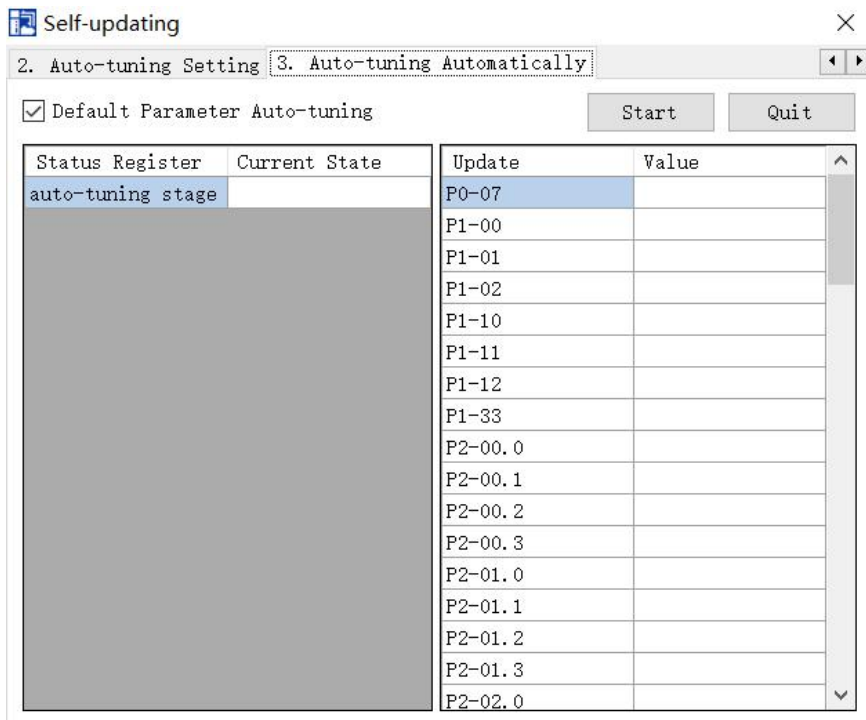 Self-updating
2. Auto-tuning Setting 3. Auto-tuning Automatically
Default Parameter Auto-tuning Start Quit
Status Register Current State Update Value
auto-tuning stage P0-07
P1-00
P1-01
P1-02
P1-10
P1-11
P1-12
P1-33
P2-00.0
P2-00.1
P2-00.2
P2-00.3
P2-01.0
P2-01.1
P2-01.2
P2-01.3
P2-02.0